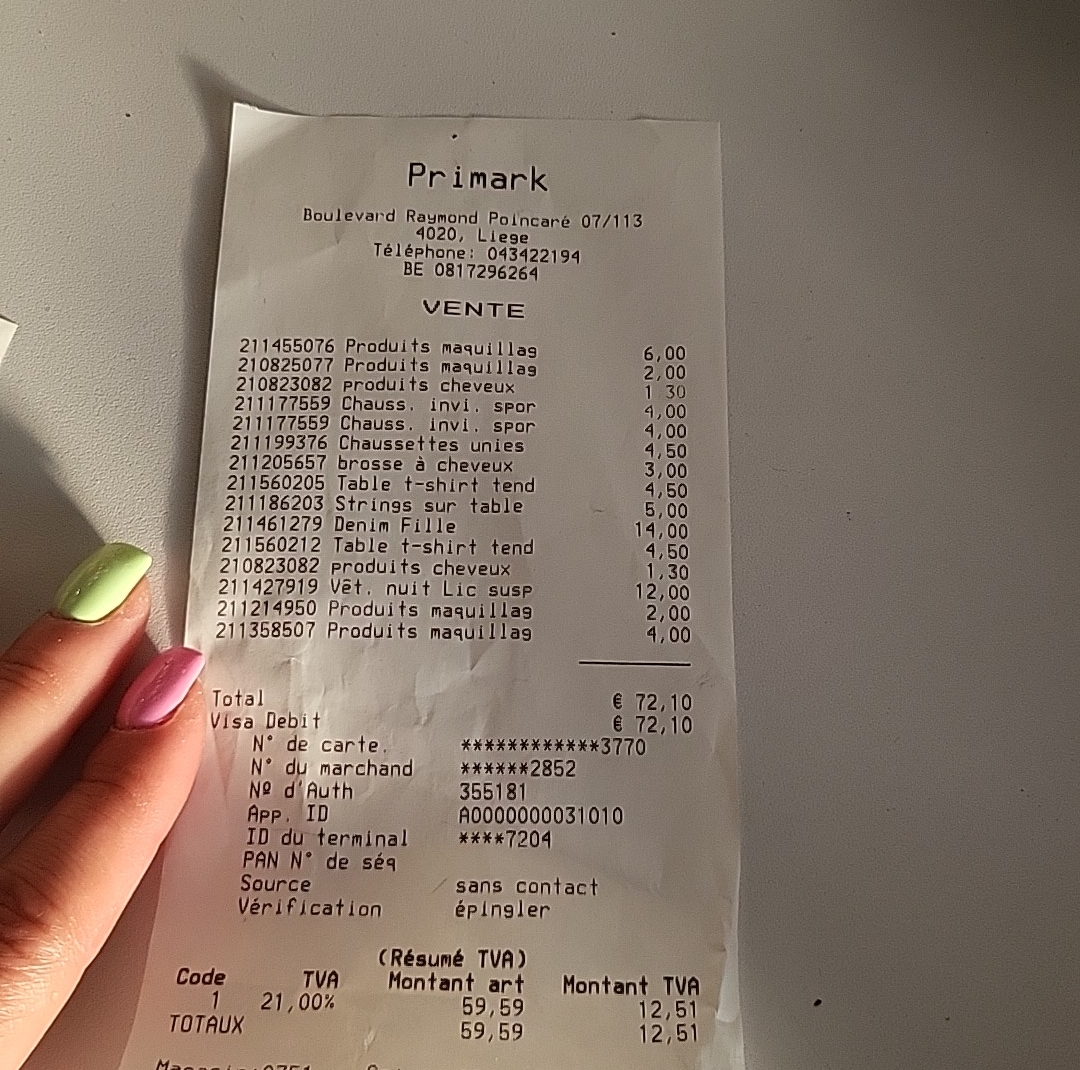 Primark
Boulevard Raymond Poincaré 07/113
4020, Liege
Téléphone: 043422194
BE 0817296264
VENTE
211455076 Produits maquillag 6,00
210825077 Produits maquillag 2,00
210823082 produits cheveux 1 30
211177559 Chauss. invi. spor 4,00
211177559 Chauss. invi. spor 4,00
211199376 Chaussettes unies 4,50
211205657 brosse à cheveux 3,00
211560205 Table t-shirt tend 4,50
211186203 Strings sur table 5,00
211461279 Denim Fille 14,00
211560212 Table t-shirt tend 4,50
210823082 produits cheveux 1,30
211427919 Vêt. nuit Lic susp 12,00
211214950 Produits maquillag 2,00
211358507 Produits maquillag 4,00
Total € 72,10
Visa Debit € 72,10
N° de carte. ************3770
N° du marchand ******2852
Nº d'Auth 355181
App. ID A0000000031010
ID du terminal ****7204
PAN N° de séq
Source sans contact
Vérification épingler
(Résumé TVA)
Code TVA Montant art Montant TVA
1 21,00% 59,59 12,51
TOTAUX 59,59 12,51